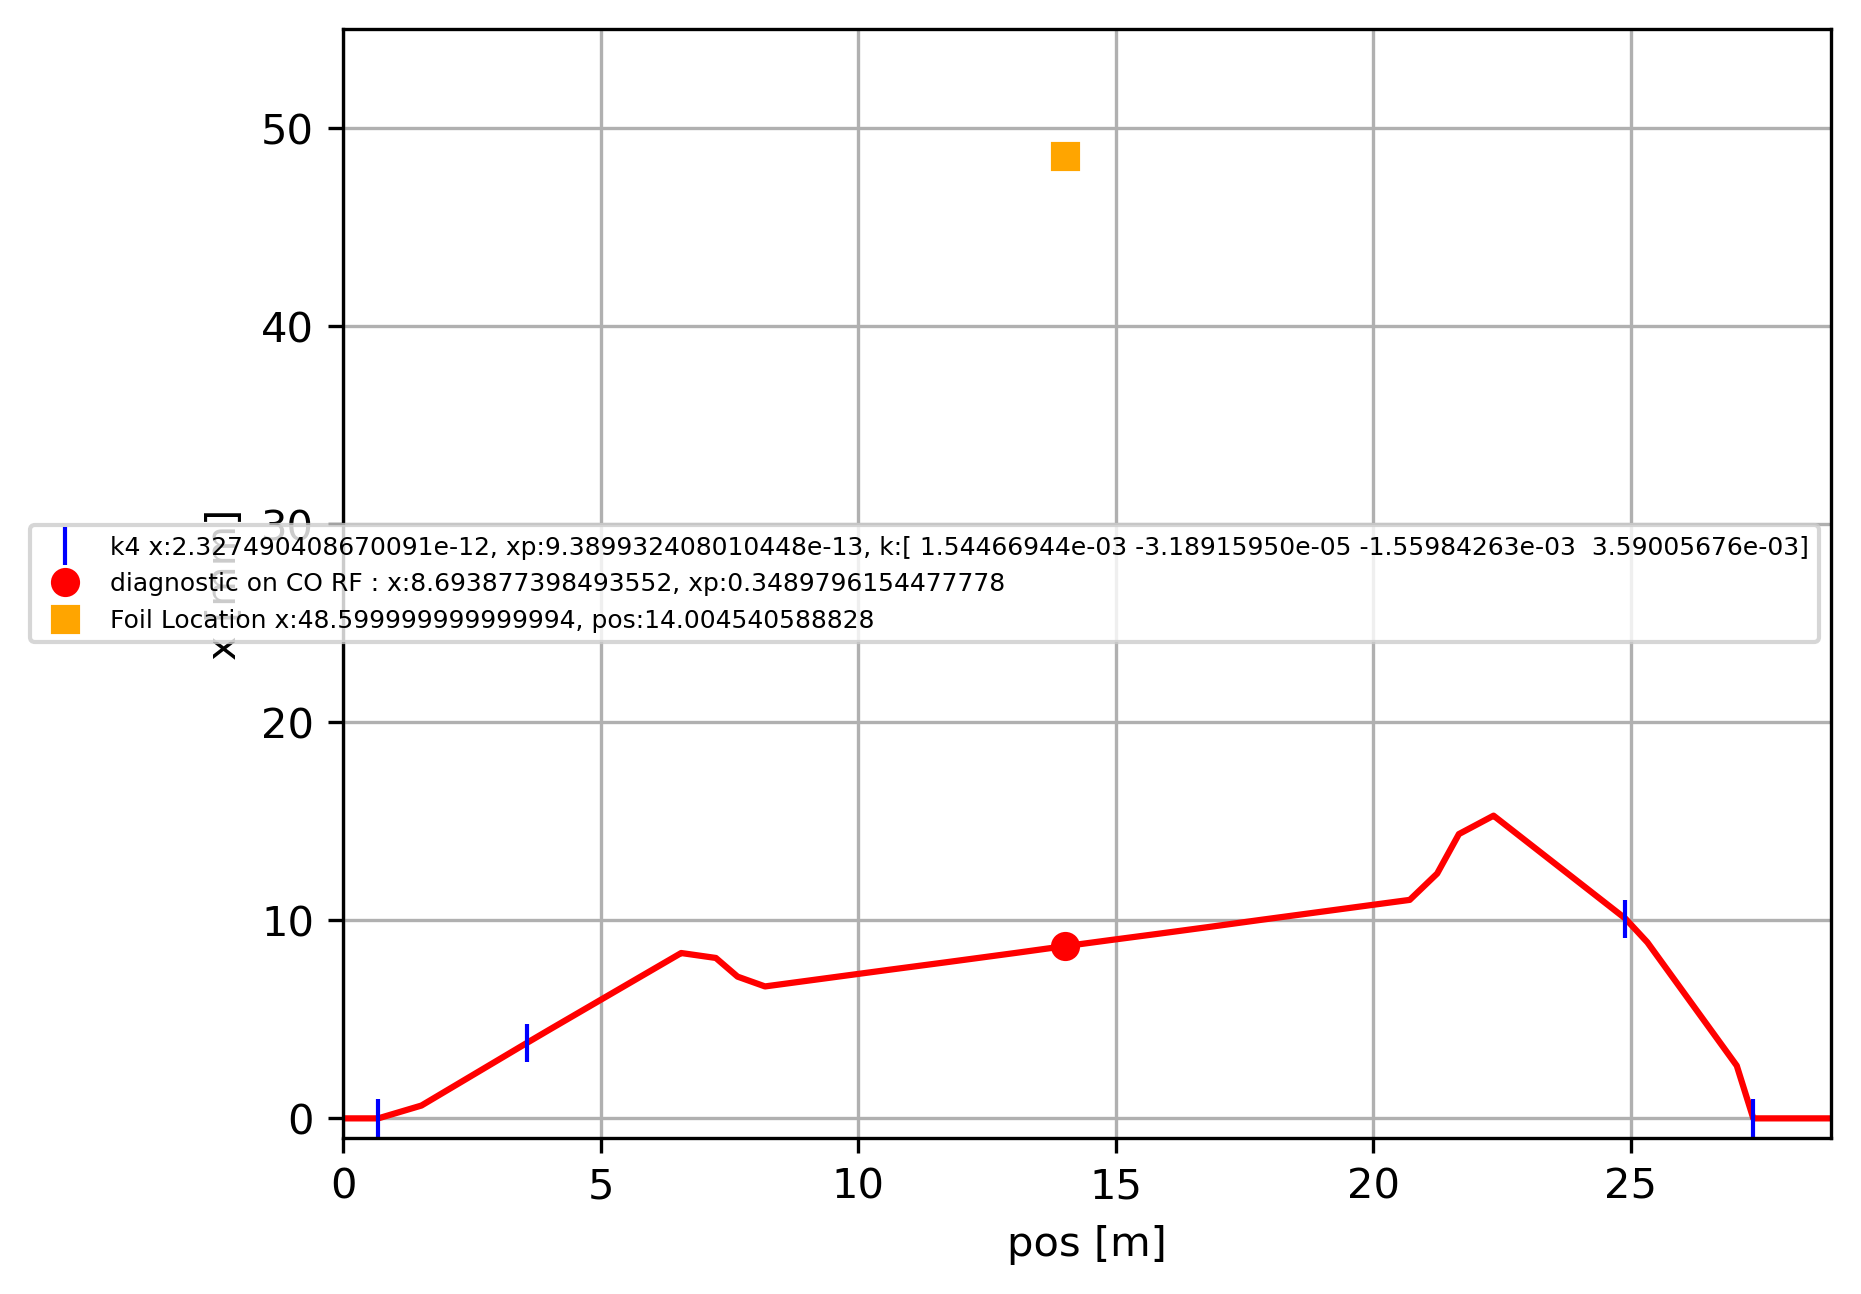 50
40
30
20
10
0
x [mm]
k4 x:2.327490408670091e-12, xp:9.389932408010448e-13, k:[ 1.54466944e-03 -3.18915950e-05 -1.55984263e-03  3.59005676e-03]
diagnostic on CO RF : x:8.693877398493552, xp:0.3489796154477778
Foil Location x:48.599999999999994, pos:14.004540588828
0 5 10 15 20 25
pos [m]